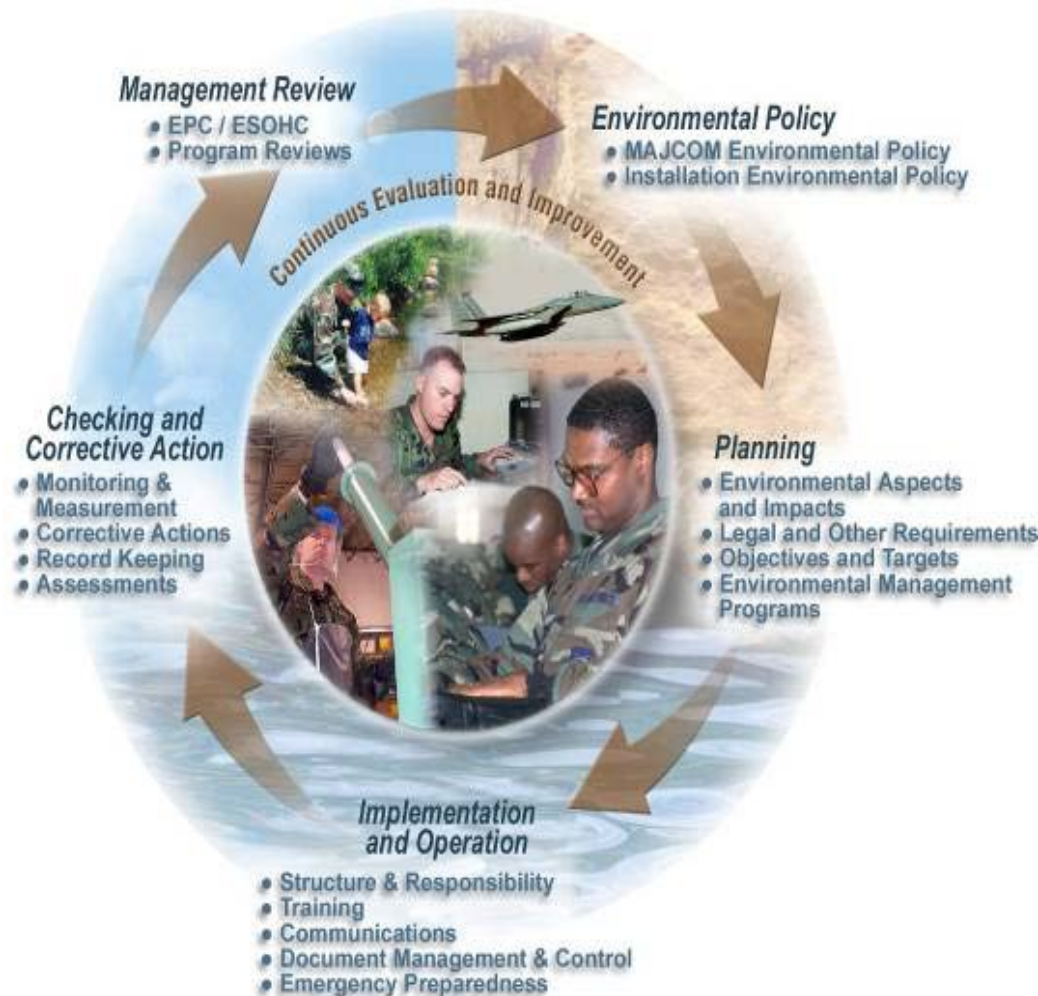 Management Review
• EPC / ESOHC
• Program Reviews
Environmental Policy
• MAJCOM Environmental Policy
• Installation Environmental Policy
Continuous Evaluation and Improvement
Planning
• Environmental Aspects
and Impacts
• Legal and Other Requirements
• Objectives and Targets
• Environmental Management
Programs
Implementation
and Operation
• Structure & Responsibility
• Training
• Communications
• Document Management & Control
• Emergency Preparedness
Checking and
Corrective Action
• Monitoring &
Measurement
• Corrective Actions
• Record Keeping
• Assessments